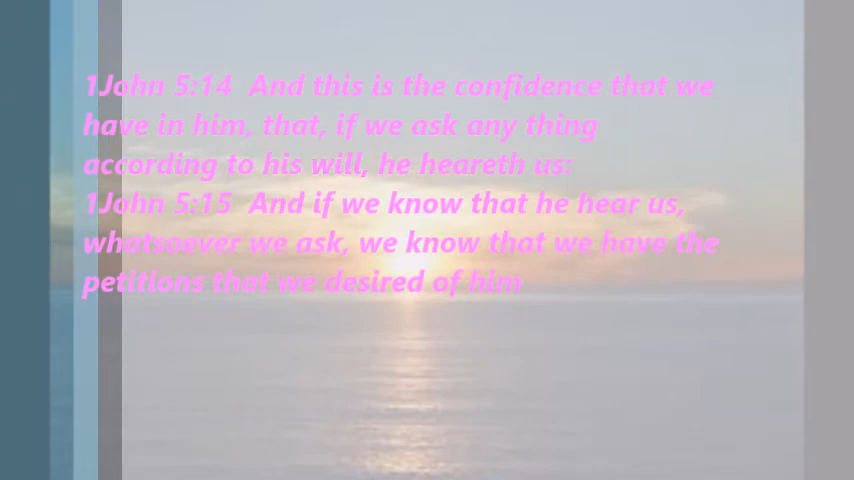 1John 5:14  And this is the confidence that we
have in him, that, if we ask any thing
according to his will, he heareth us:
1John 5:15  And if we know that he hear us,
whatsoever we ask, we know that we have the
petitions that we desired of him